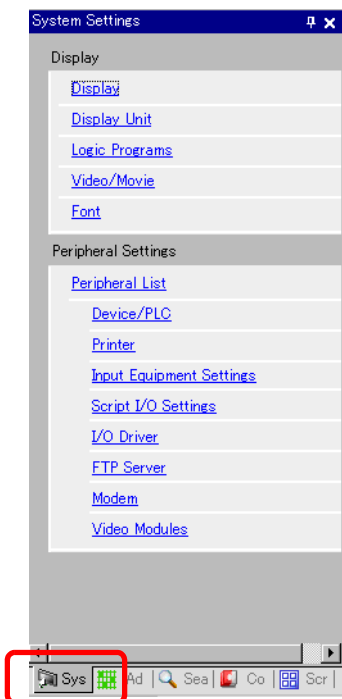 System Settings
Display
Display
Display Unit
Logic Programs
Video/Movie
Font
Peripheral Settings
Peripheral List
Device/PLC
Printer
Input Equipment Settings
Script I/O Settings
I/O Driver
FTP Server
Modem
Video Modules
Sys Ad | Sea | Co | Scr |